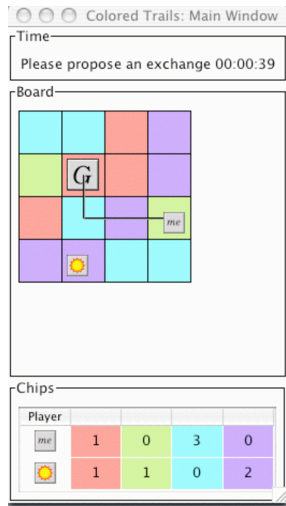 Colored Trails: Main Window
Time
Please propose an exchange 00:00:39
Board
G
me
Chips
Player
me 1 0 3 0
1 1 0 2